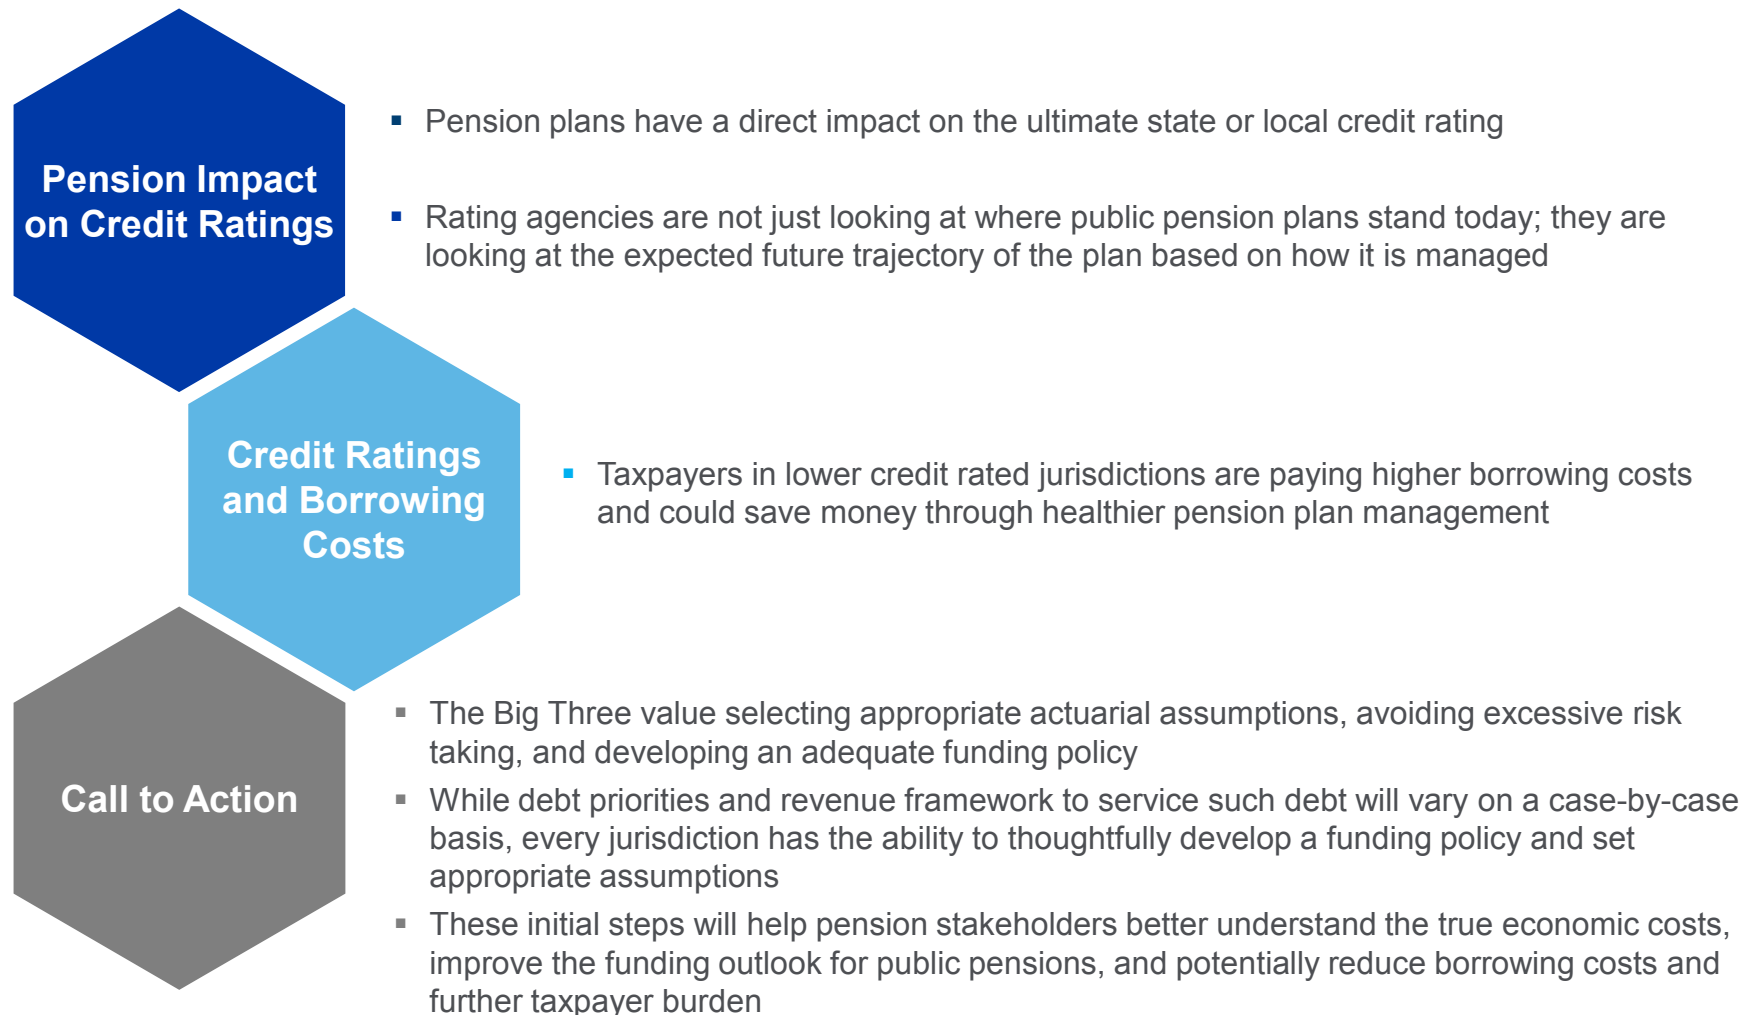 Pension Impact
on Credit Ratings
▪ Pension plans have a direct impact on the ultimate state or local credit rating
▪ Rating agencies are not just looking at where public pension plans stand today; they are
looking at the expected future trajectory of the plan based on how it is managed
Credit Ratings
and Borrowing
Costs
▪ Taxpayers in lower credit rated jurisdictions are paying higher borrowing costs
and could save money through healthier pension plan management
Call to Action
▪ The Big Three value selecting appropriate actuarial assumptions, avoiding excessive risk
taking, and developing an adequate funding policy
▪ While debt priorities and revenue framework to service such debt will vary on a case-by-case
basis, every jurisdiction has the ability to thoughtfully develop a funding policy and set
appropriate assumptions
▪ These initial steps will help pension stakeholders better understand the true economic costs,
improve the funding outlook for public pensions, and potentially reduce borrowing costs and
further taxpayer burden